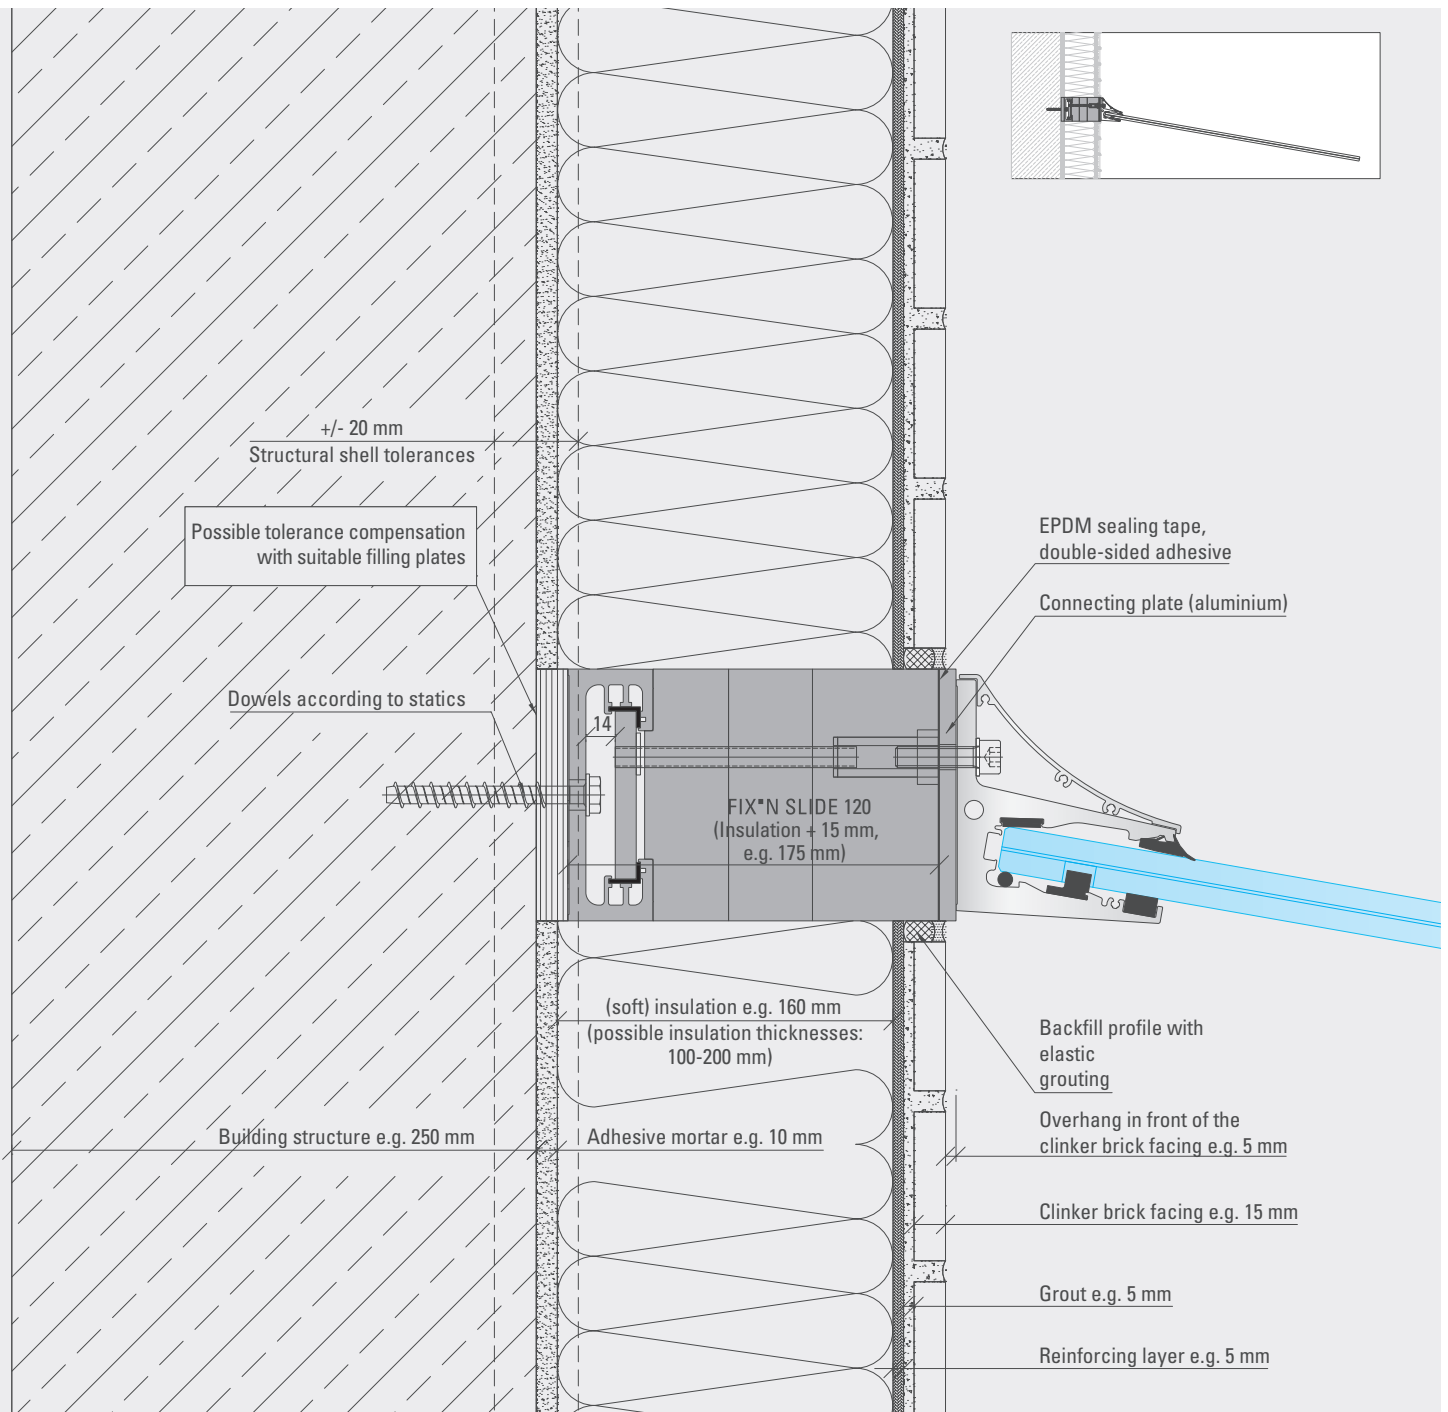 +/- 20 mm
Structural shell tolerances
Possible tolerance compensation
with suitable filling plates
EPDM sealing tape,
double-sided adhesive
Connecting plate (aluminium)
Dowels according to statics
14
FIX"N SLIDE 120
(Insulation + 15 mm,
e.g. 175 mm)
(soft) insulation e.g. 160 mm
(possible insulation thicknesses:
100-200 mm)
Backfill profile with
elastic
grouting
Building structure e.g. 250 mm
Adhesive mortar e.g. 10 mm
Overhang in front of the
clinker brick facing e.g. 5 mm
Clinker brick facing e.g. 15 mm
Grout e.g. 5 mm
Reinforcing layer e.g. 5 mm